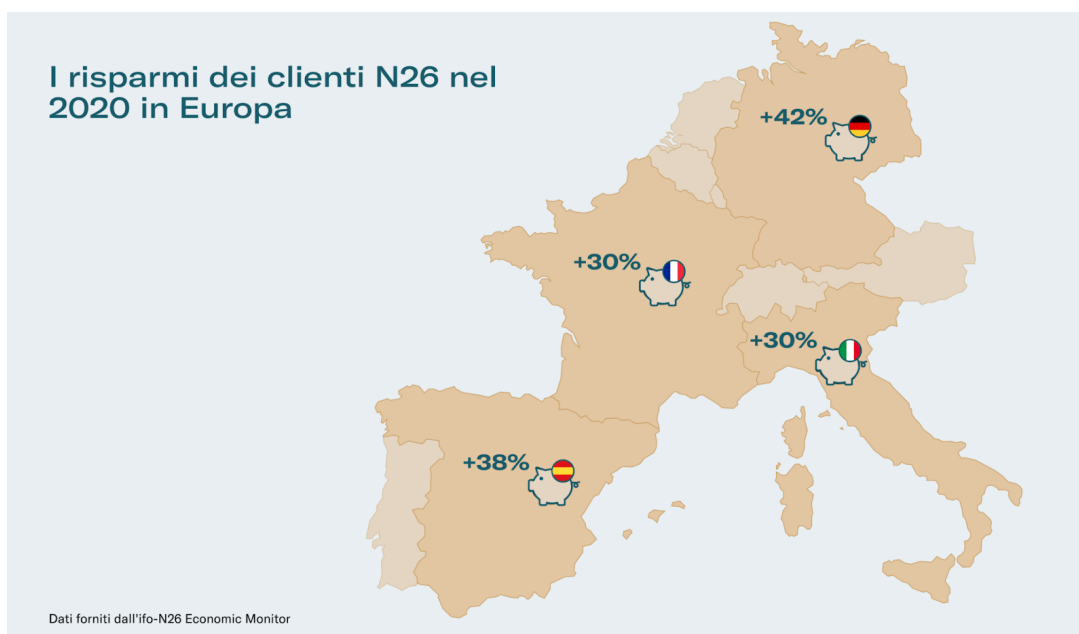 I risparmi dei clienti N26 nel
2020 in Europa
+42%
+30%
+30%
+38%
Dati forniti dall'ifo-N26 Economic Monitor